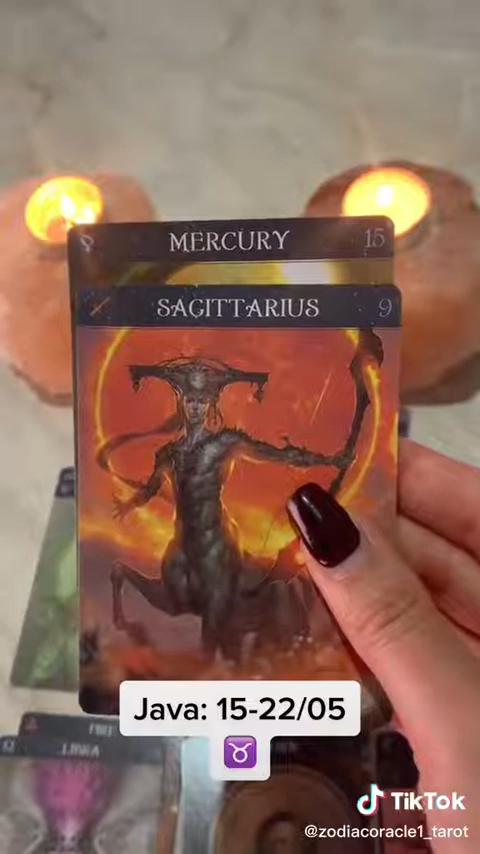 MERCURY 15
SAGITTARIUS 9
Java: 15-22/05
♉
LIBRA
TikTok
@zodiacoracle1_tarot